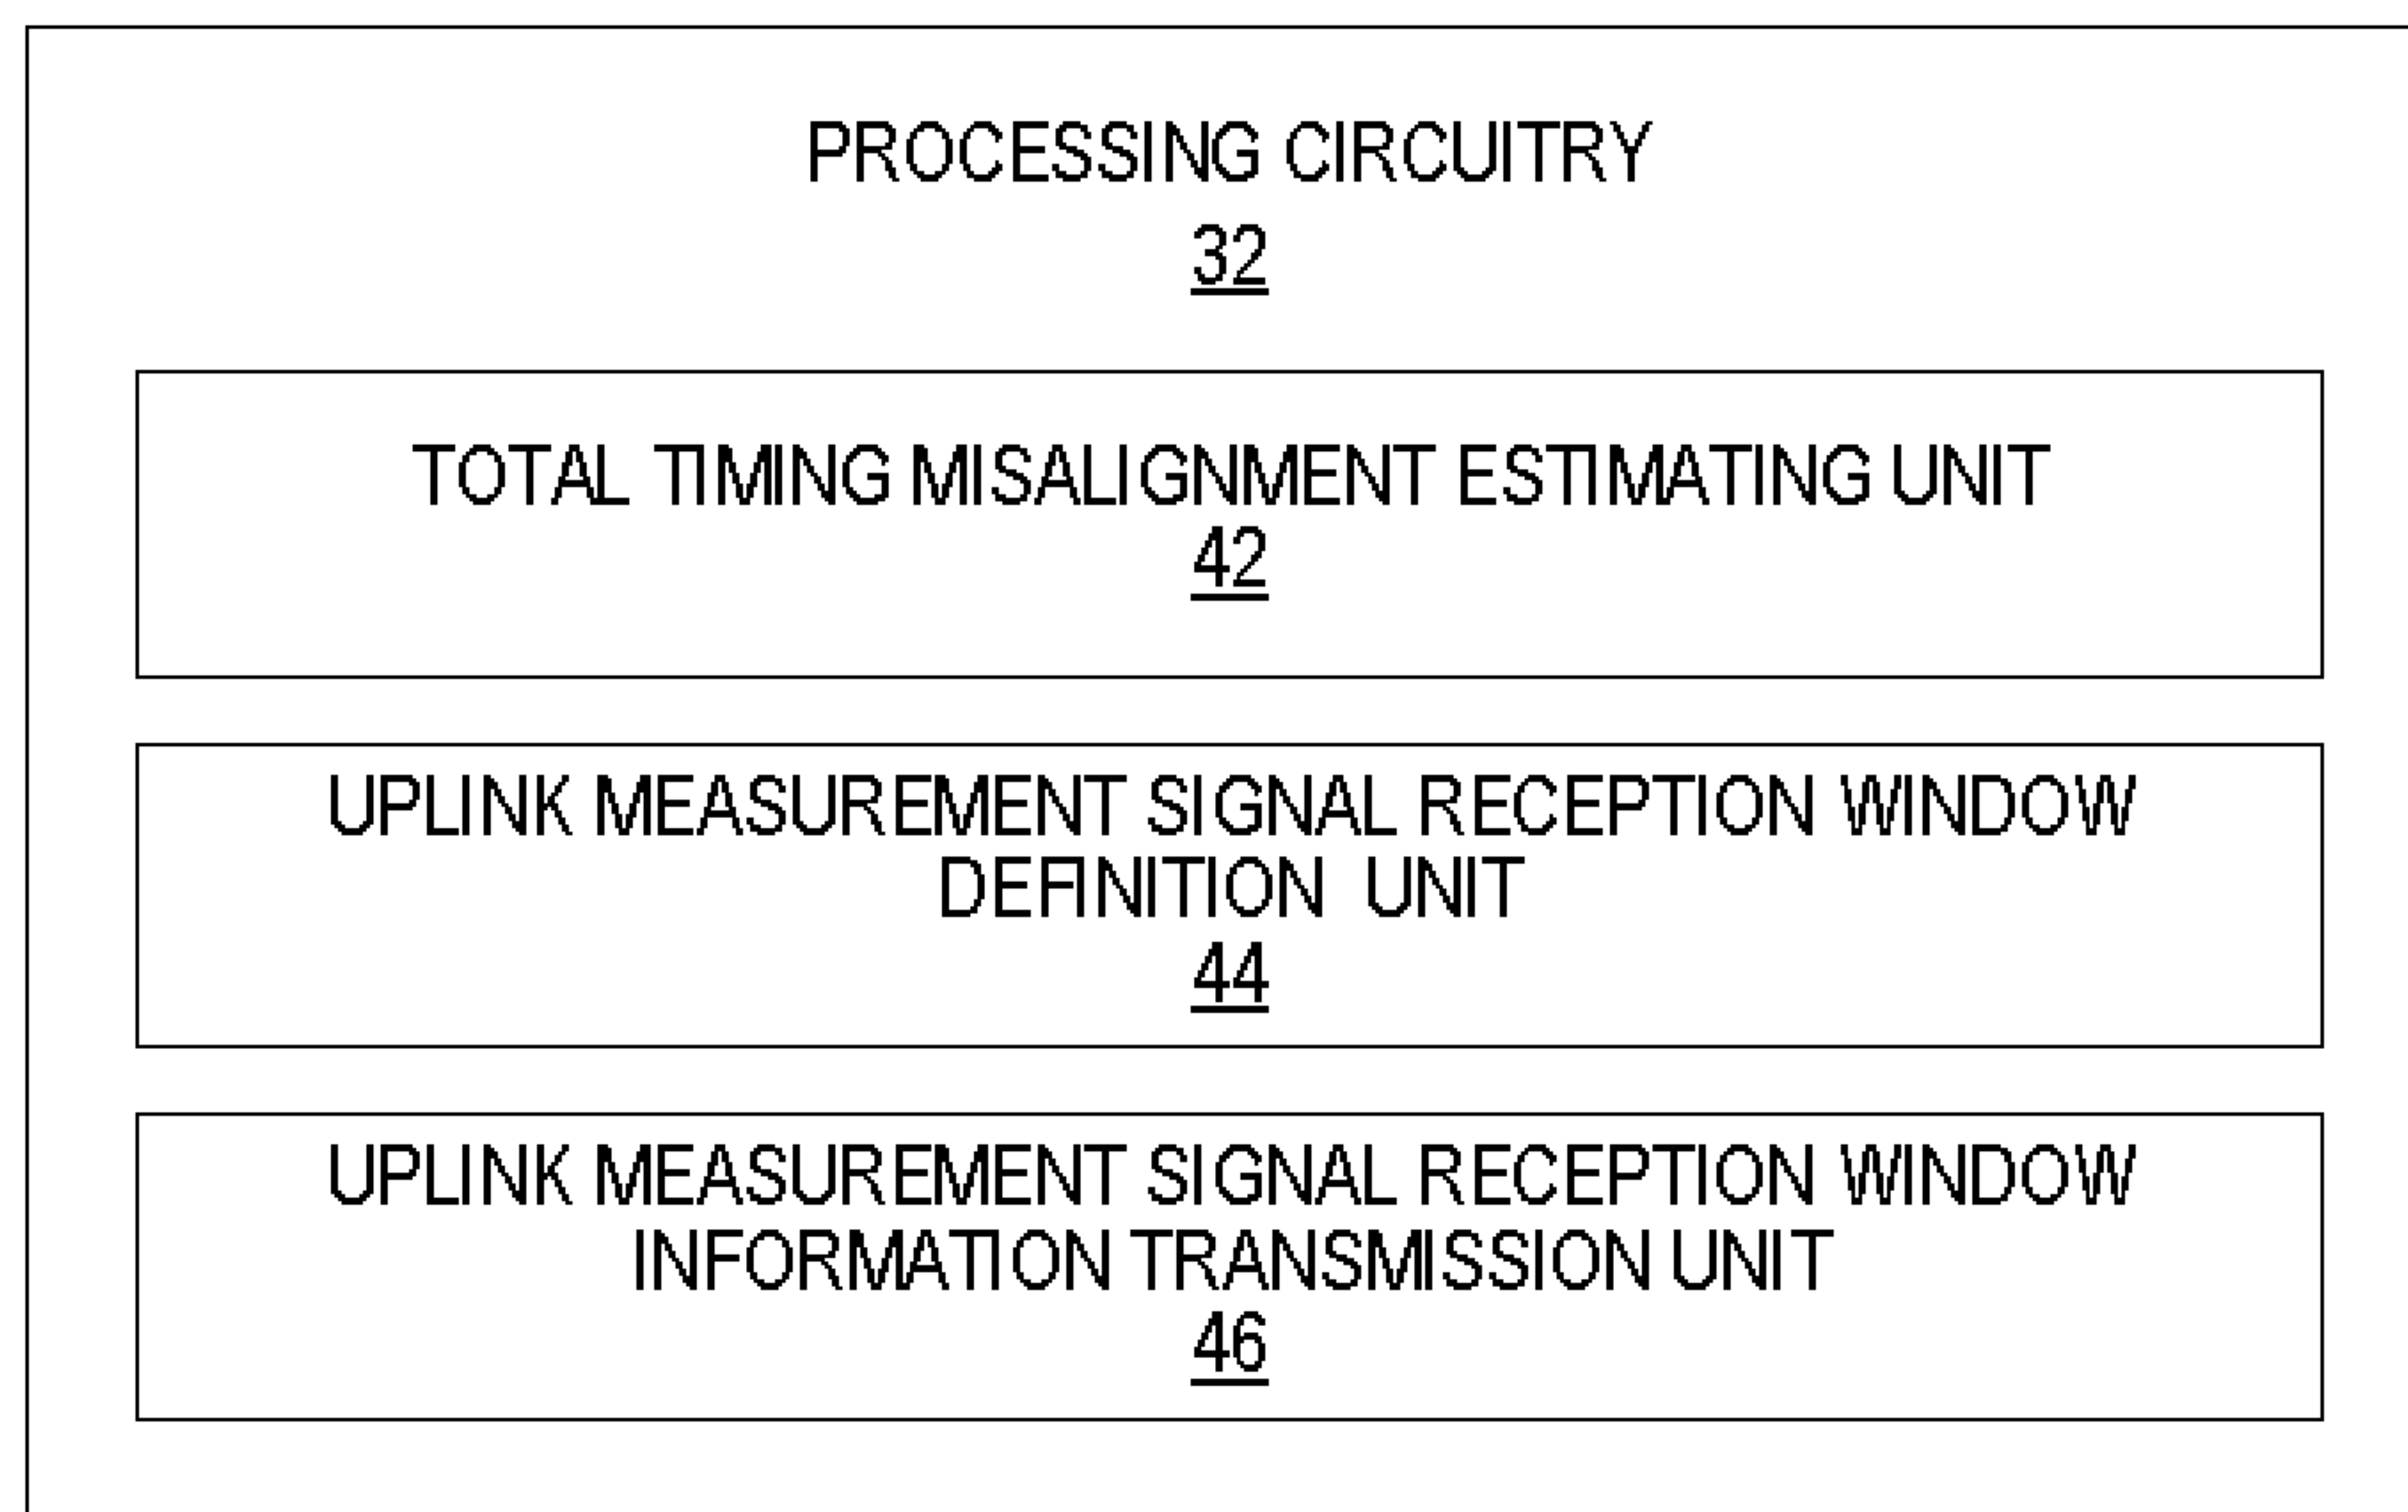 PROCESSING CIRCUITRY
32
TOTAL TIMING MISALIGNMENT ESTIMATING UNIT
42
UPLINK MEASUREMENT SIGNAL RECEPTION WINDOW
DEFINITION UNIT
44
UPLINK MEASUREMENT SIGNAL RECEPTION WINDOW
INFORMATION TRANSMISSION UNIT
46